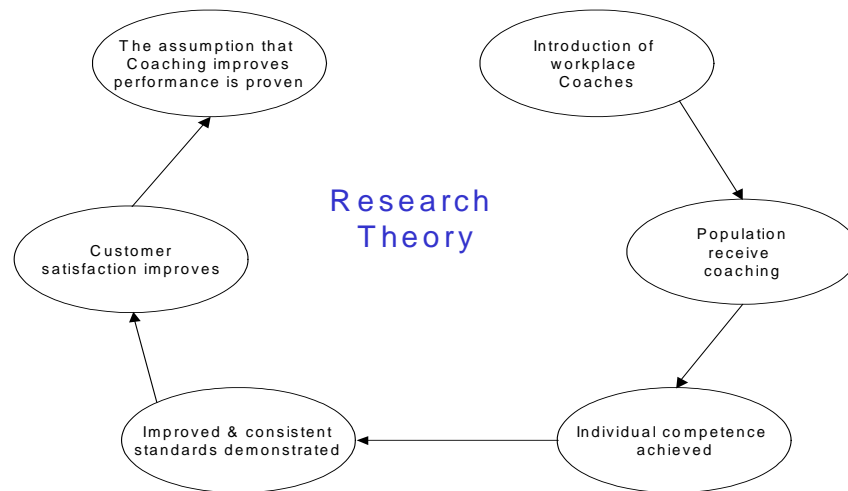 The assumption that
Coaching improves
performance is proven
Introduction of
workplace
Coaches
Research
Theory
Customer
satisfaction improves
Population
receive
coaching
Improved & consistent
standards demonstrated
Individual competence
achieved